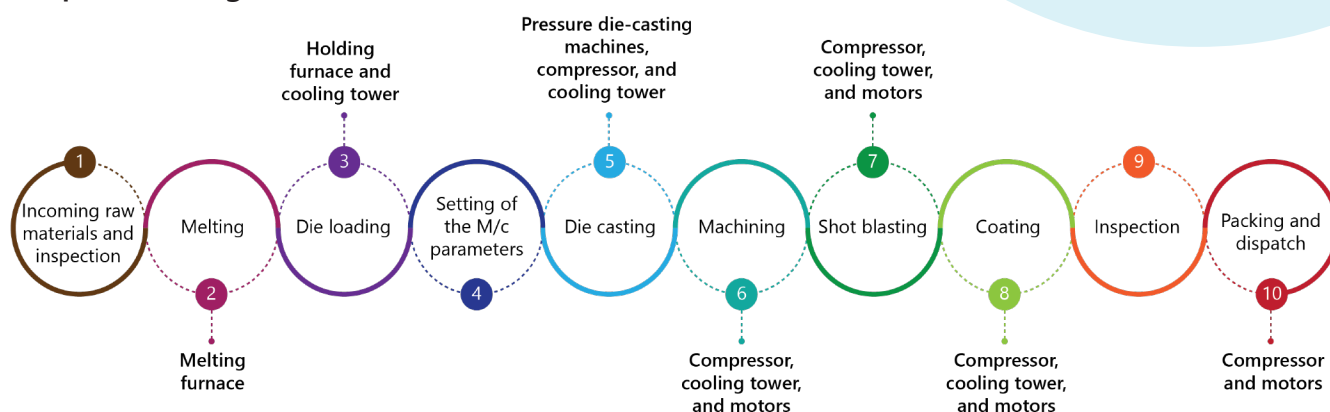 Pressure die-casting
machines,
compressor, and
cooling tower
Holding
furnace and
cooling tower
Compressor,
cooling tower,
and motors
1
3
5
7
9
Incoming raw
materials and
inspection
Melting
Die loading
Setting of
the M/c
parameters
Die casting
Machining
Shot blasting
Coating
Inspection
Packing and
dispatch
2
4
6
8
10
Melting
furnace
Compressor,
cooling tower,
and motors
Compressor,
cooling tower,
and motors
Compressor
and motors